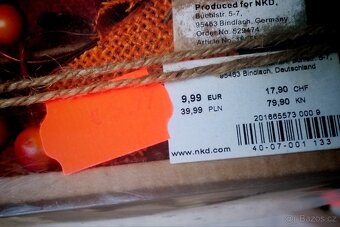 Produced for NKD,
Bühlstr. 5-7,
95463 Bindlach, Germany
Order No. 529474
95463 Bindlach, Deutschland
9,99 EUR 17,90 CHF
39,99 PLN 79,90 KN
201665573 000 9
www.nkd.com
40-07-001 133